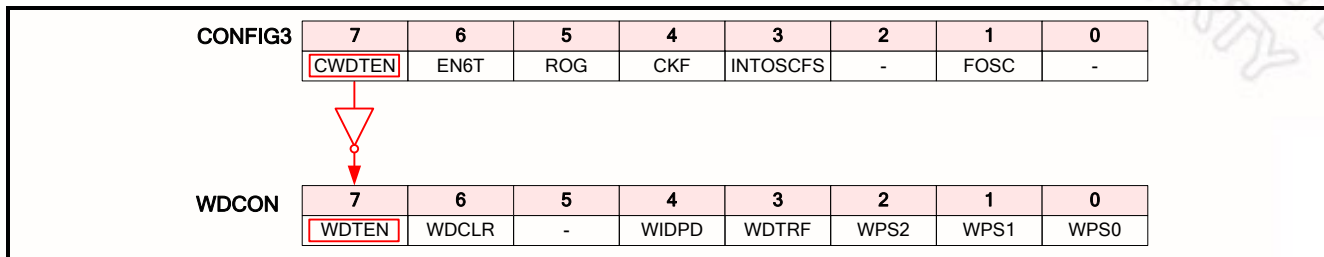 CONFIG3 7 6 5 4 3 2 1 0
CWDTEN EN6T ROG CKF INTOSCFS - FOSC -
WDCON 7 6 5 4 3 2 1 0
WDTEN WDCLR - WIDPD WDTRF WPS2 WPS1 WPS0